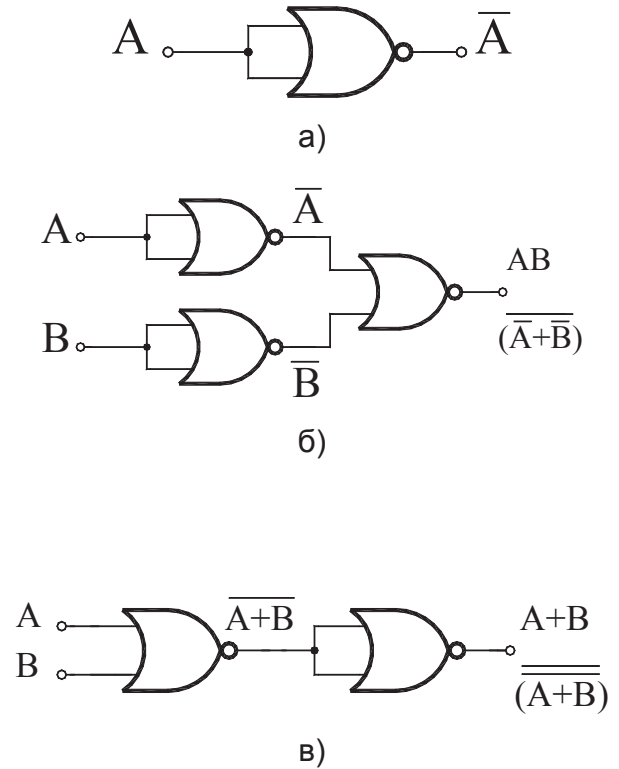 A A̅
а)
A A̅ AB
B B̅ (A̅+B̅)̅
б)
A A̅+̅B̅ A+B
B (A̿+̿B̿)
в)